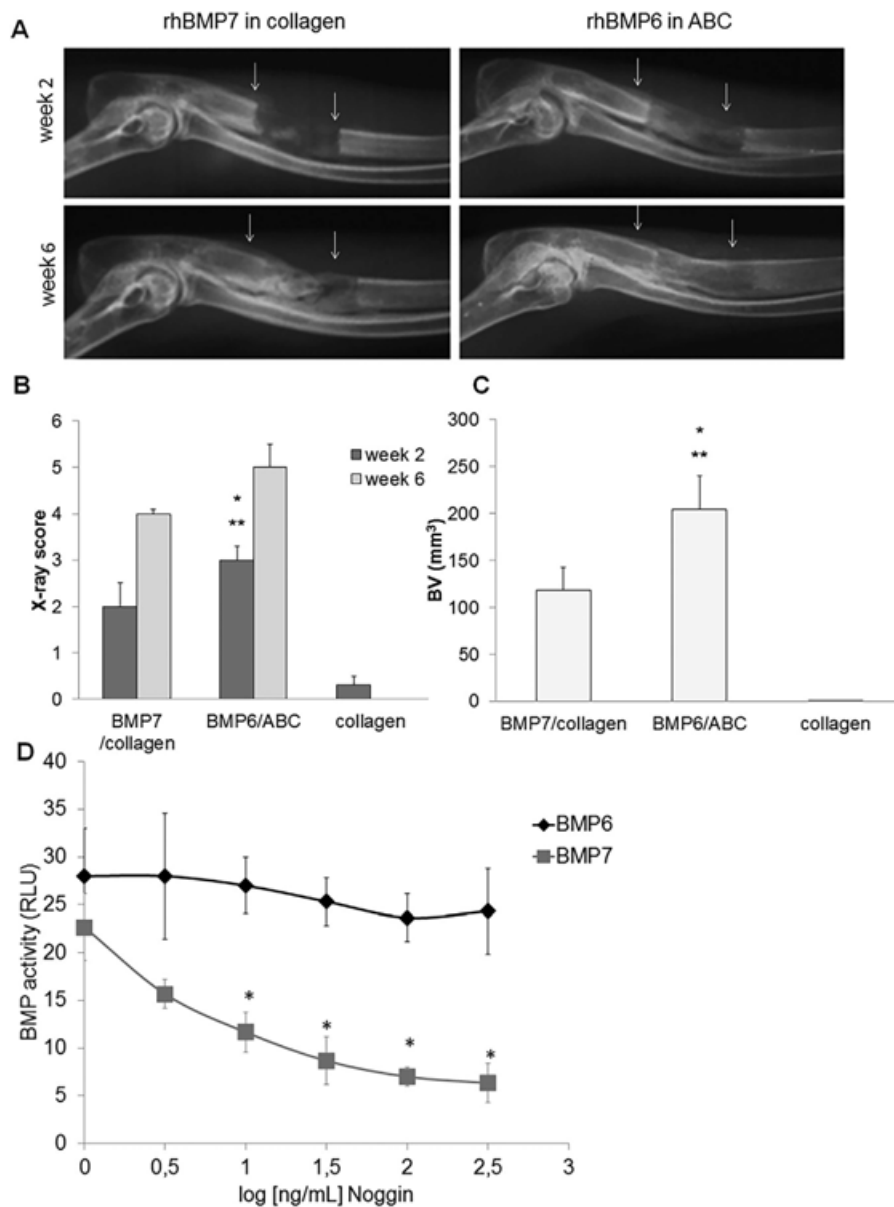 A
rhBMP7 in collagen
rhBMP6 in ABC
week 2
week 6
B
6
5
4
3
2
1
0
X-ray score
*
**
week 2
week 6
BMP7
/collagen
BMP6/ABC
collagen
C
300
250
200
150
100
50
0
BV (mm³)
*
**
BMP7/collagen
BMP6/ABC
collagen
D
40
35
30
25
20
15
10
5
0
BMP activity (RLU)
BMP6
BMP7
*
*
*
*
0
0,5
1
1,5
2
2,5
3
log [ng/mL] Noggin